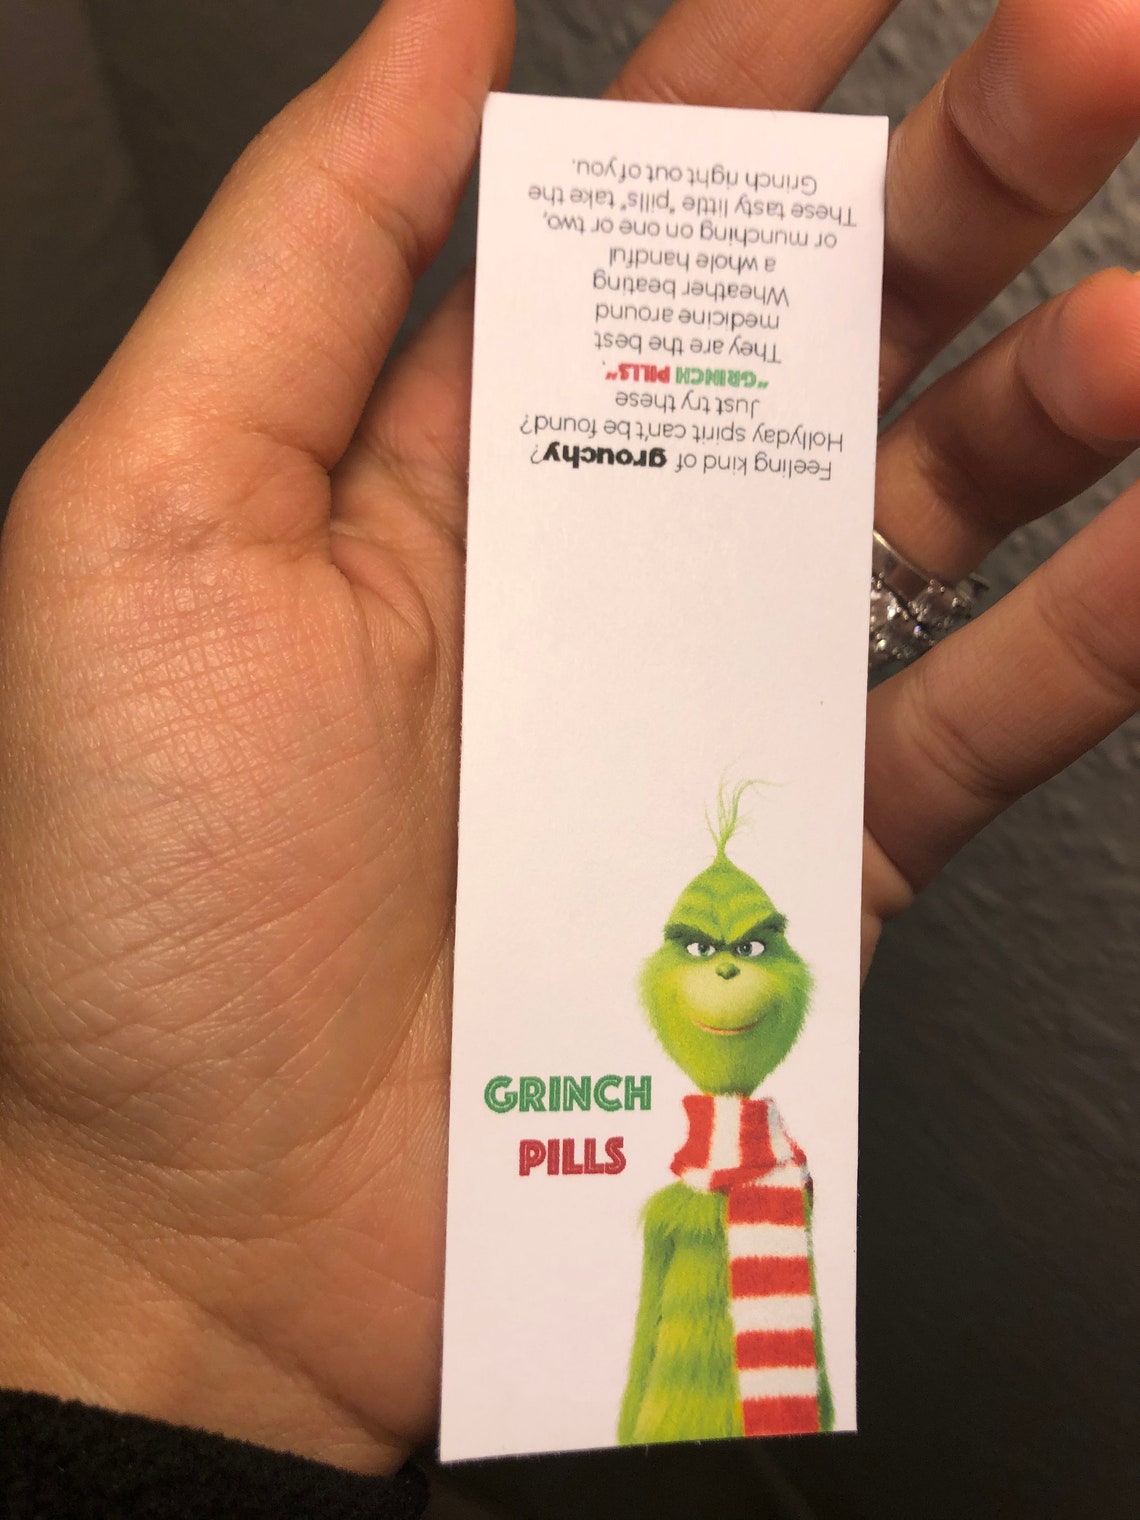 Feeling kind of grouchy?
Hollyday spirit can't be found?
Just try these
"GRINCH PILLS".
They are the best
medicine around
Wheather beating
a whole handful
or munching on one or two,
These tasty little "pills" take the
Grinch right out of you.
GRINCH
PILLS